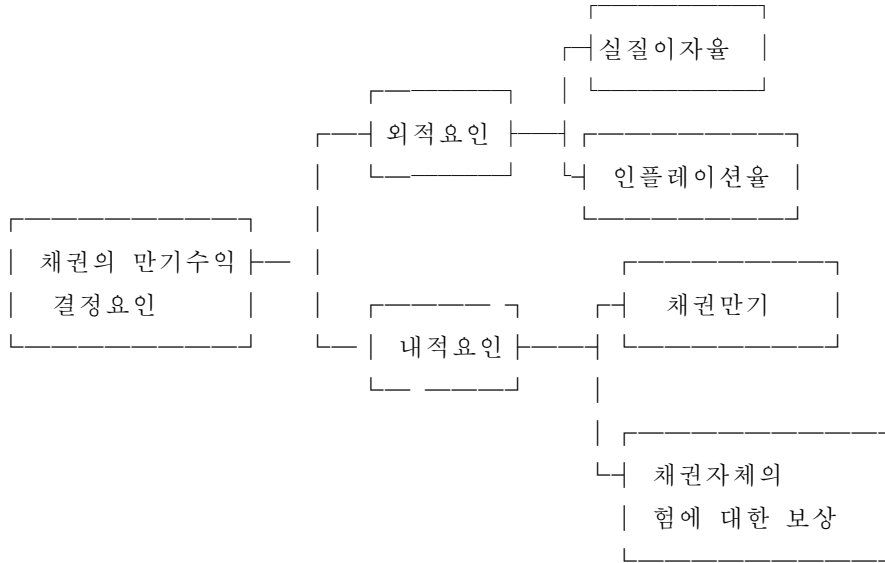 실질이자율
외적요인
인플레이션율
채권의 만기수익
결정요인
채권만기
내적요인
채권자체의
험에 대한 보상